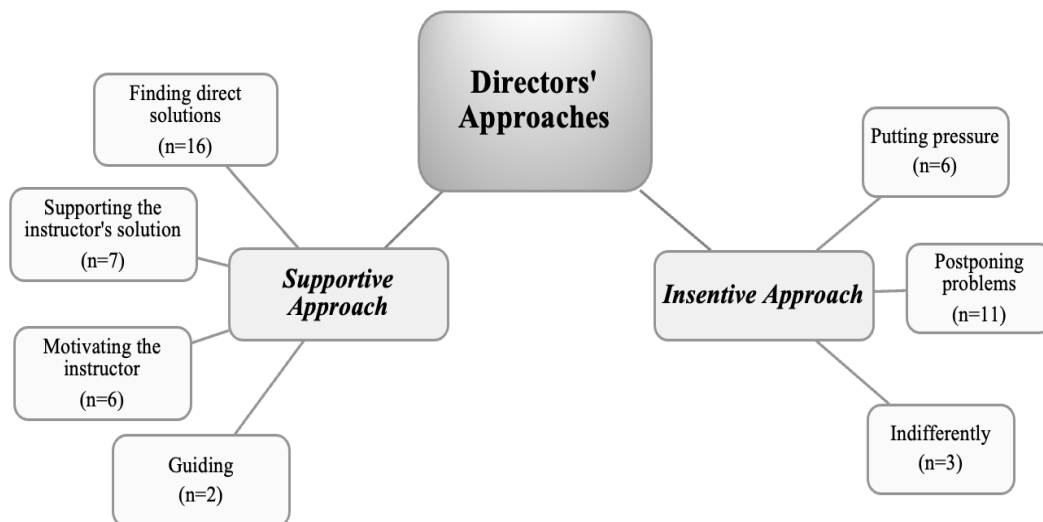 Directors'
Approaches
Finding direct
solutions
(n=16)
Supporting the
instructor's solution
(n=7)
Motivating the
instructor
(n=6)
Guiding
(n=2)
Supportive
Approach
Insentive Approach
Putting pressure
(n=6)
Postponing
problems
(n=11)
Indifferently
(n=3)